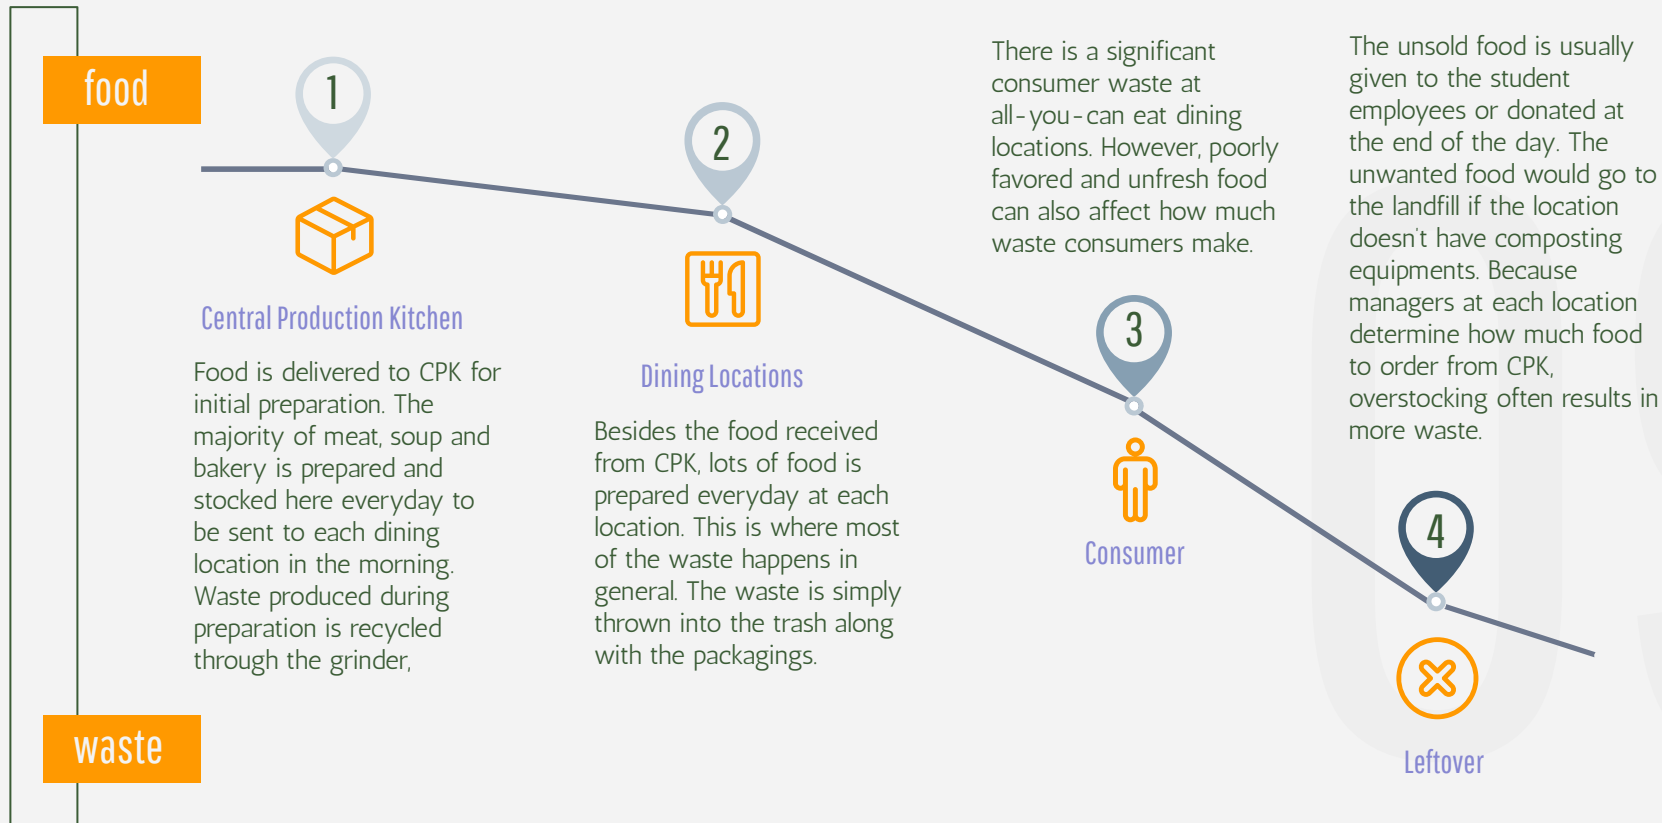 food
waste
1
Central Production Kitchen
Food is delivered to CPK for
initial preparation. The
majority of meat, soup and
bakery is prepared and
stocked here everyday to
be sent to each dining
location in the morning.
Waste produced during
preparation is recycled
through the grinder,
2
Dining Locations
Besides the food received
from CPK, lots of food is
prepared everyday at each
location. This is where most
of the waste happens in
general. The waste is simply
thrown into the trash along
with the packagings.
There is a significant
consumer waste at
all-you-can eat dining
locations. However, poorly
favored and unfresh food
can also affect how much
waste consumers make.
3
Consumer
The unsold food is usually
given to the student
employees or donated at
the end of the day. The
unwanted food would go to
the landfill if the location
doesn't have composting
equipments. Because
managers at each location
determine how much food
to order from CPK,
overstocking often results in
more waste.
4
Leftover